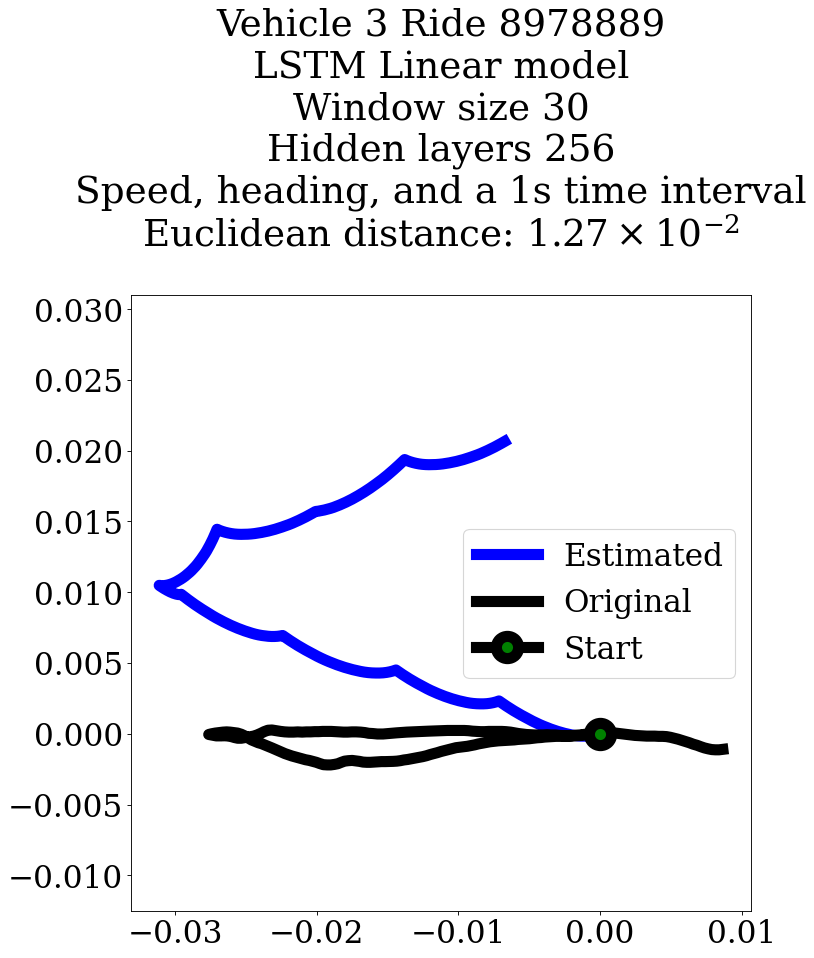 Vehicle 3 Ride 8978889
LSTM Linear model
Window size 30
Hidden layers 256
Speed, heading, and a 1s time interval
Euclidean distance: 1.27 × 10⁻²
0.030
0.025
0.020
0.015
0.010
0.005
0.000
−0.005
−0.010
Estimated
Original
Start
−0.03 −0.02 −0.01 0.00 0.01